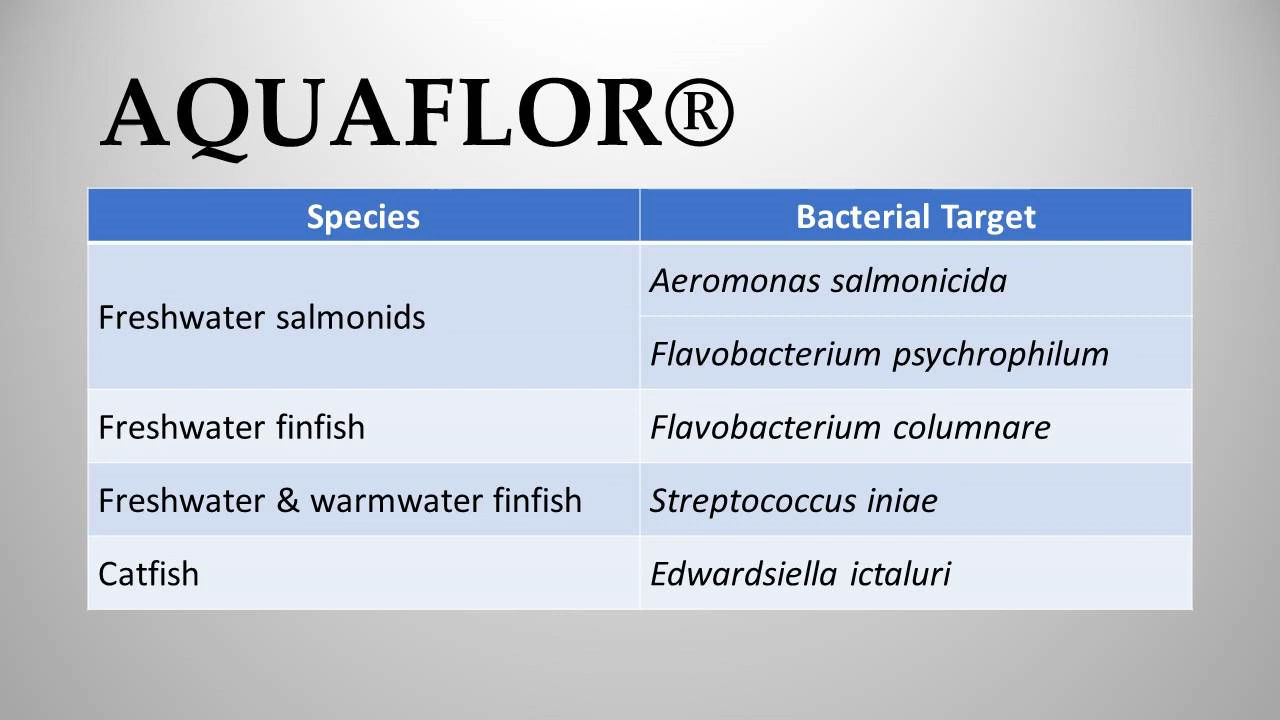 AQUAFLOR®
Species
Bacterial Target
Freshwater salmonids
Aeromonas salmonicida
Flavobacterium psychrophilum
Freshwater finfish
Flavobacterium columnare
Freshwater & warmwater finfish
Streptococcus iniae
Catfish
Edwardsiella ictaluri